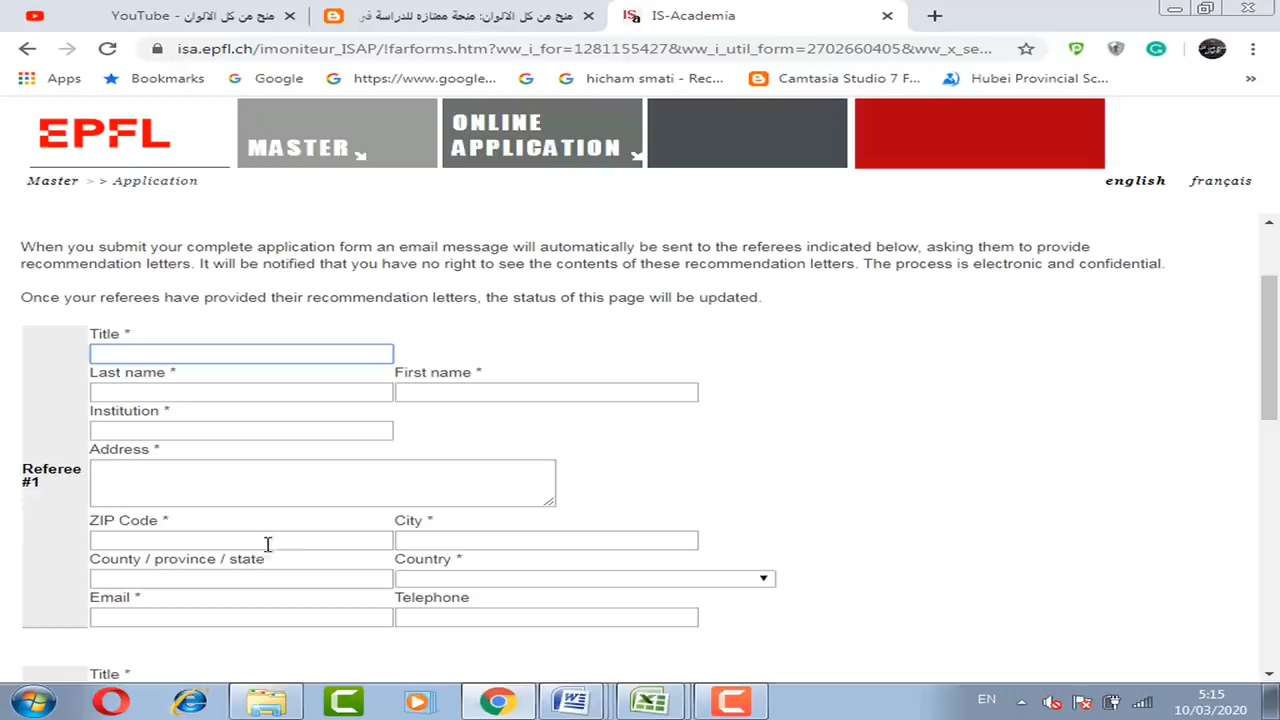 YouTube - منح من كل الالوان
منح من كل الالوان: منحة ممتازه للدراسة في
IS-Academia
isa.epfl.ch/imoniteur_ISAP/!farforms.htm?ww_i_for=1281155427&ww_i_util_form=2702660405&ww_x_se...
Apps Bookmarks Google https://www.google... hicham smati - Rec... Camtasia Studio 7 F... Hubei Provincial Sc... »
EPFL MASTER ONLINE APPLICATION
Master > > Application english français
When you submit your complete application form an email message will automatically be sent to the referees indicated below, asking them to provide
recommendation letters. It will be notified that you have no right to see the contents of these recommendation letters. The process is electronic and confidential.
Once your referees have provided their recommendation letters, the status of this page will be updated.
Title *
Last name * First name *
Institution *
Address *
Referee
#1
ZIP Code * City *
County / province / state Country *
Email * Telephone
Title *
EN 5:15
10/03/2020